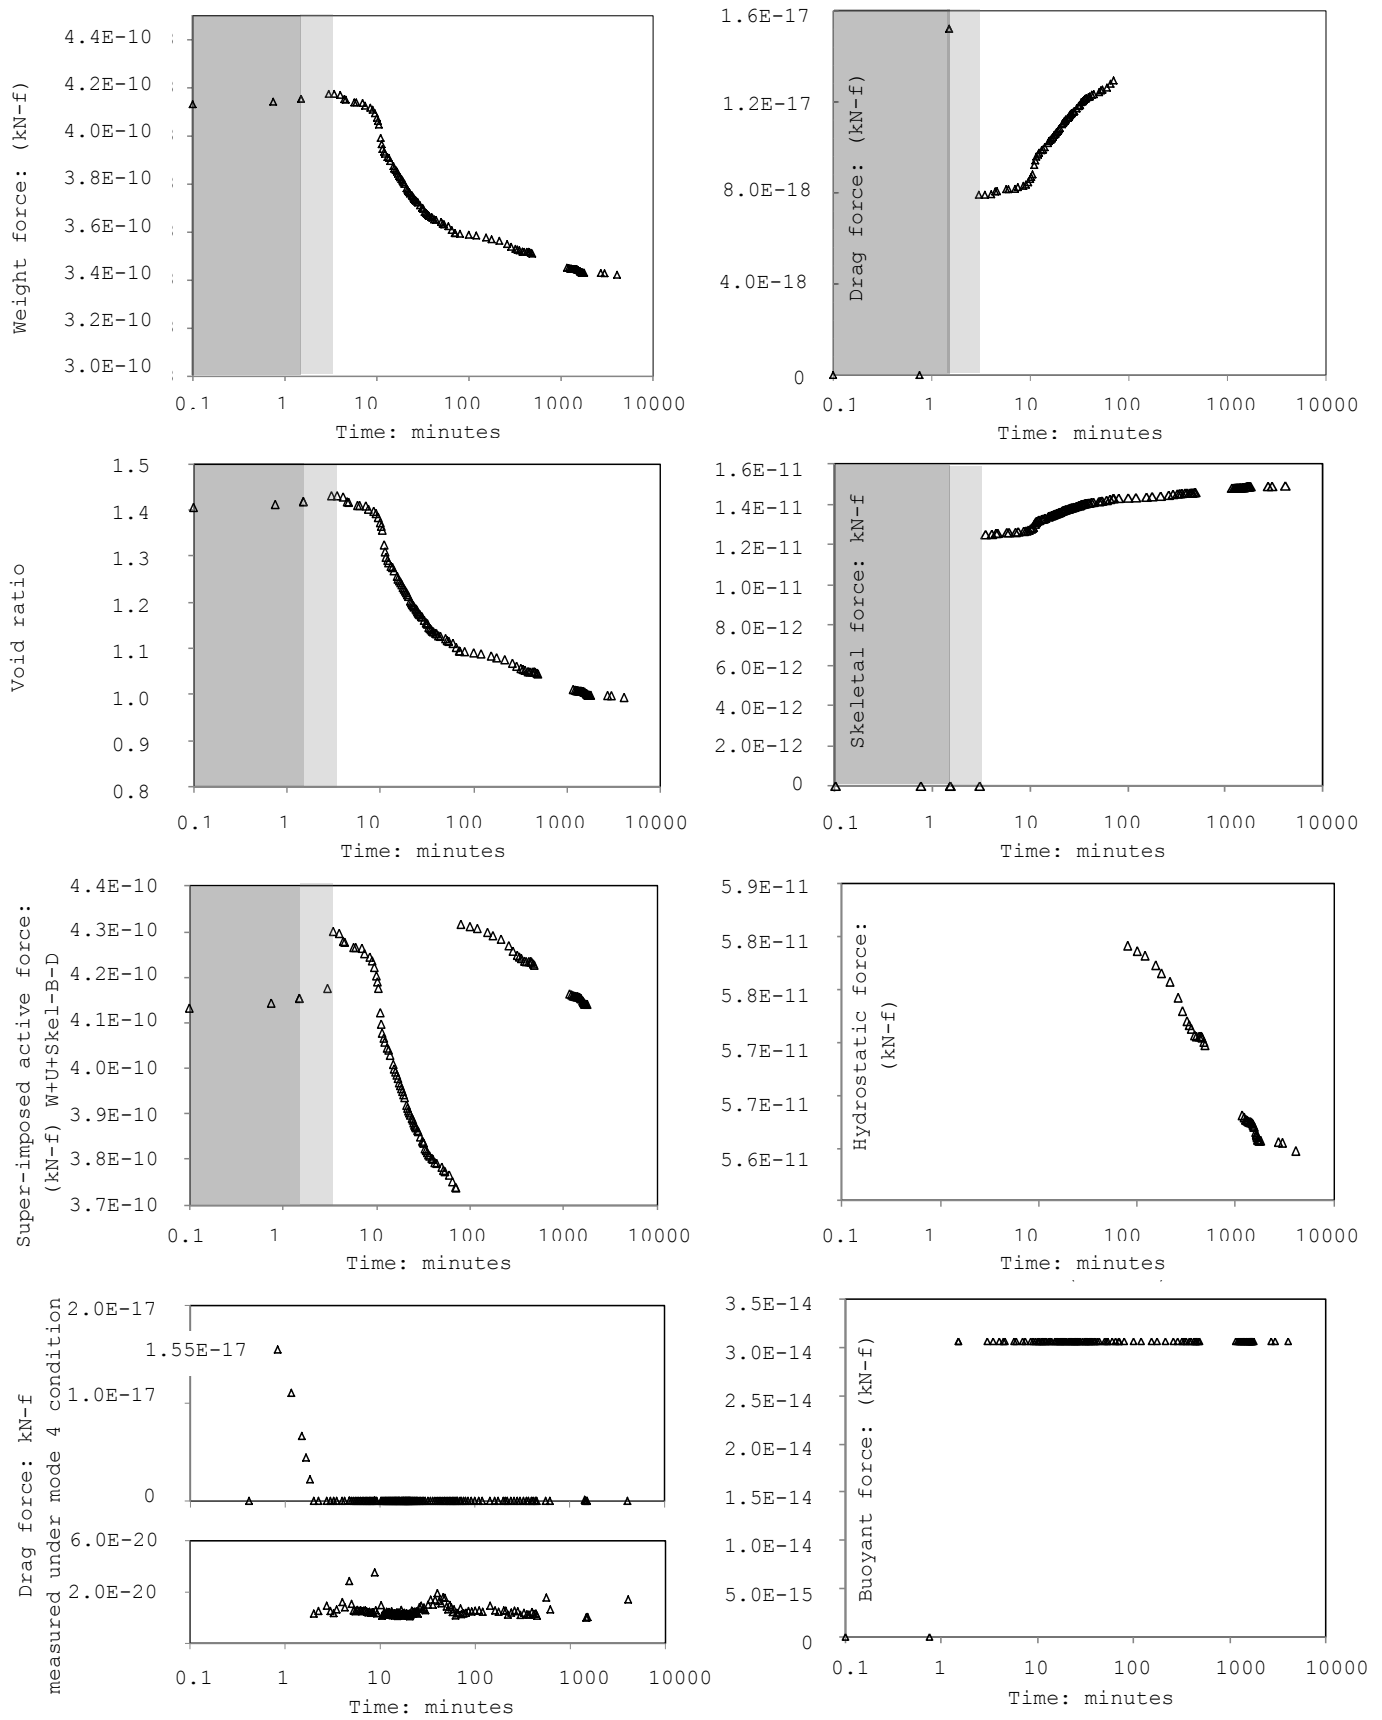 Weight force: (kN-f)
4.4E-10
4.2E-10
4.0E-10
3.8E-10
3.6E-10
3.4E-10
3.2E-10
3.0E-10
0.1 1 10 100 1000 10000
Time: minutes
Drag force: (kN-f)
1.6E-17
1.2E-17
8.0E-18
4.0E-18
0
0.1 1 10 100 1000 10000
Time: minutes
Void ratio
1.5
1.4
1.3
1.2
1.1
1.0
0.9
0.8
0.1 1 10 100 1000 10000
Time: minutes
Skeletal force: kN-f
1.6E-11
1.4E-11
1.2E-11
1.0E-11
8.0E-12
6.0E-12
4.0E-12
2.0E-12
0
0.1 1 10 100 1000 10000
Time: minutes
Super-imposed active force:
(kN-f) W+U+Skel-B-D
4.4E-10
4.3E-10
4.2E-10
4.1E-10
4.0E-10
3.9E-10
3.8E-10
3.7E-10
0.1 1 10 100 1000 10000
Time: minutes
Hydrostatic force:
(kN-f)
5.9E-11
5.8E-11
5.8E-11
5.7E-11
5.7E-11
5.6E-11
0.1 1 10 100 1000 10000
Time: minutes
Drag force: kN-f
measured under mode 4 condition
2.0E-17
1.55E-17
1.0E-17
0
6.0E-20
2.0E-20
0.1 1 10 100 1000 10000
Time: minutes
Buoyant force: (kN-f)
3.5E-14
3.0E-14
2.5E-14
2.0E-14
1.5E-14
1.0E-14
5.0E-15
0
0.1 1 10 100 1000 10000
Time: minutes